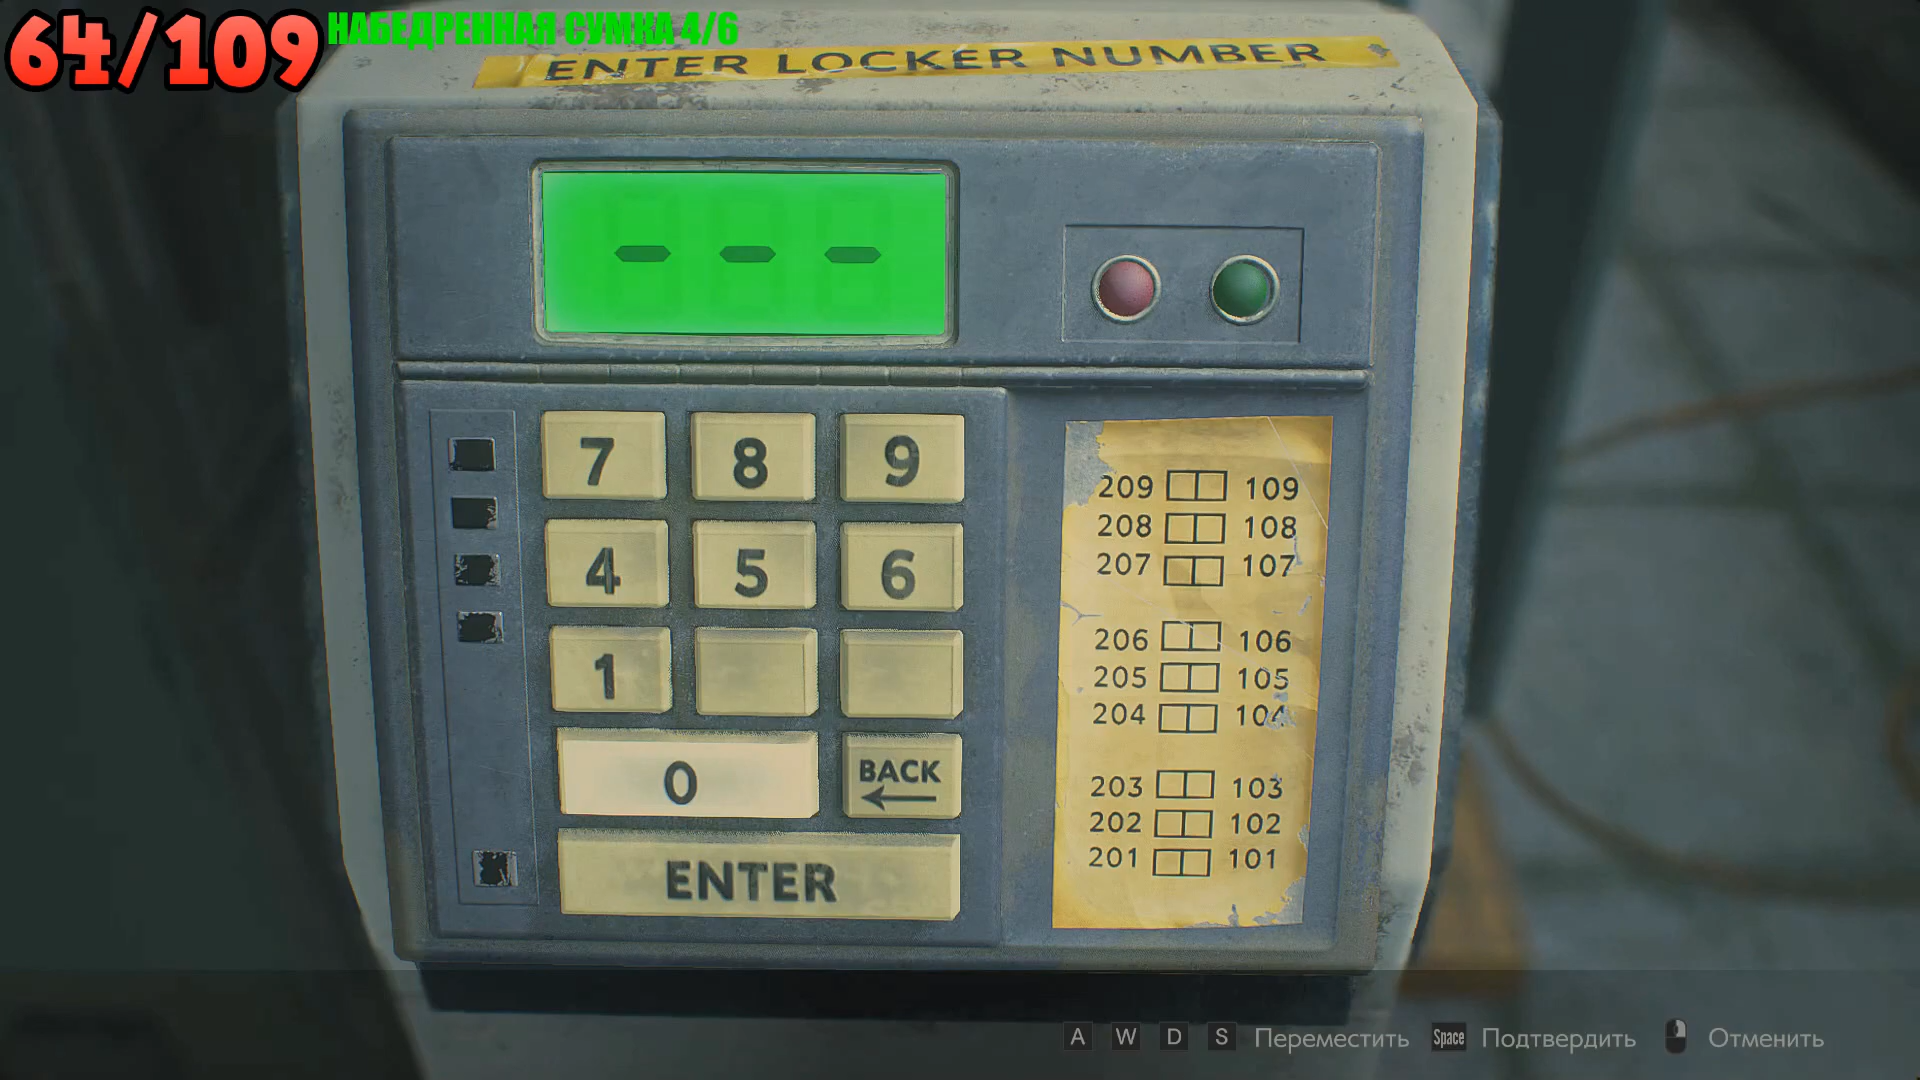 64/109
НАБЕДРЕННАЯ СУМКА 4/6
ENTER LOCKER NUMBER
- - -
7 8 9
4 5 6
1
0 BACK
ENTER
209 109
208 108
207 107
206 106
205 105
204 104
203 103
202 102
201 101
A W D S Переместить Space Подтвердить Отменить